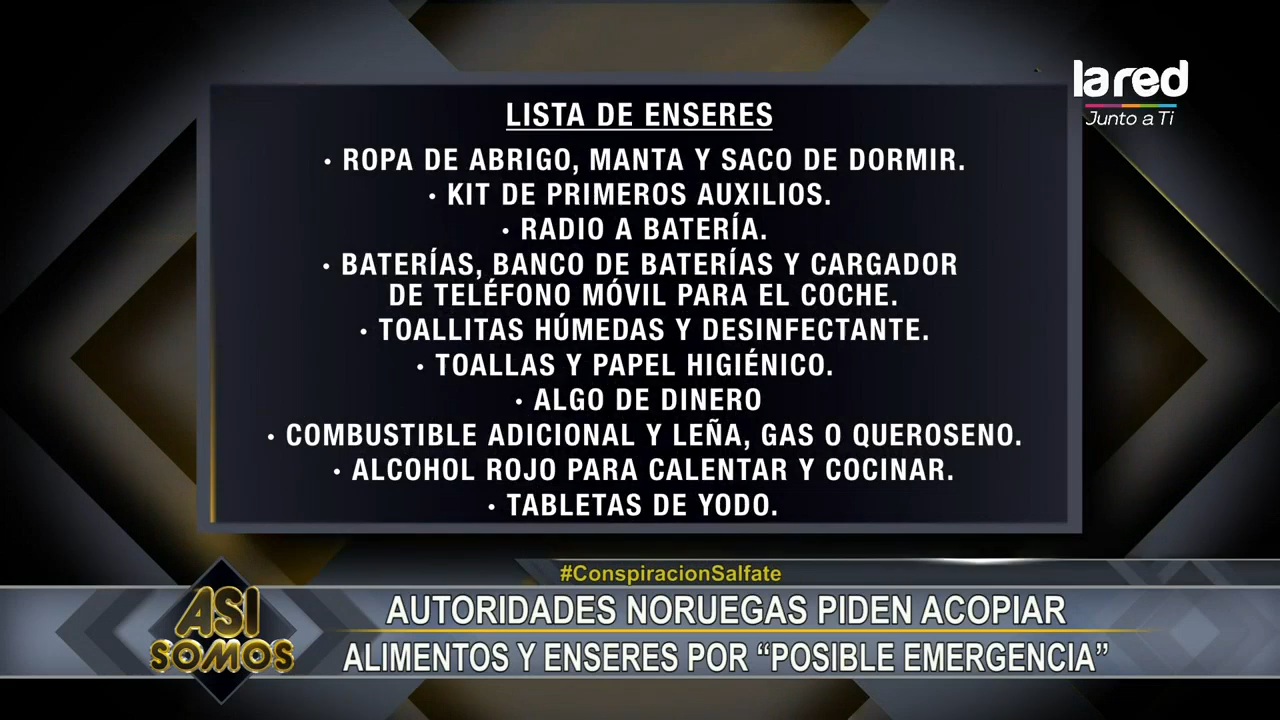 lared
Junto a Ti
LISTA DE ENSERES
• ROPA DE ABRIGO, MANTA Y SACO DE DORMIR.
• KIT DE PRIMEROS AUXILIOS.
• RADIO A BATERÍA.
• BATERÍAS, BANCO DE BATERÍAS Y CARGADOR
DE TELÉFONO MÓVIL PARA EL COCHE.
• TOALLITAS HÚMEDAS Y DESINFECTANTE.
• TOALLAS Y PAPEL HIGIÉNICO.
• ALGO DE DINERO
• COMBUSTIBLE ADICIONAL Y LEÑA, GAS O QUEROSENO.
• ALCOHOL ROJO PARA CALENTAR Y COCINAR.
• TABLETAS DE YODO.
#ConspiracionSalfate
ASI
SOMOS
AUTORIDADES NORUEGAS PIDEN ACOPIAR
ALIMENTOS Y ENSERES POR “POSIBLE EMERGENCIA”